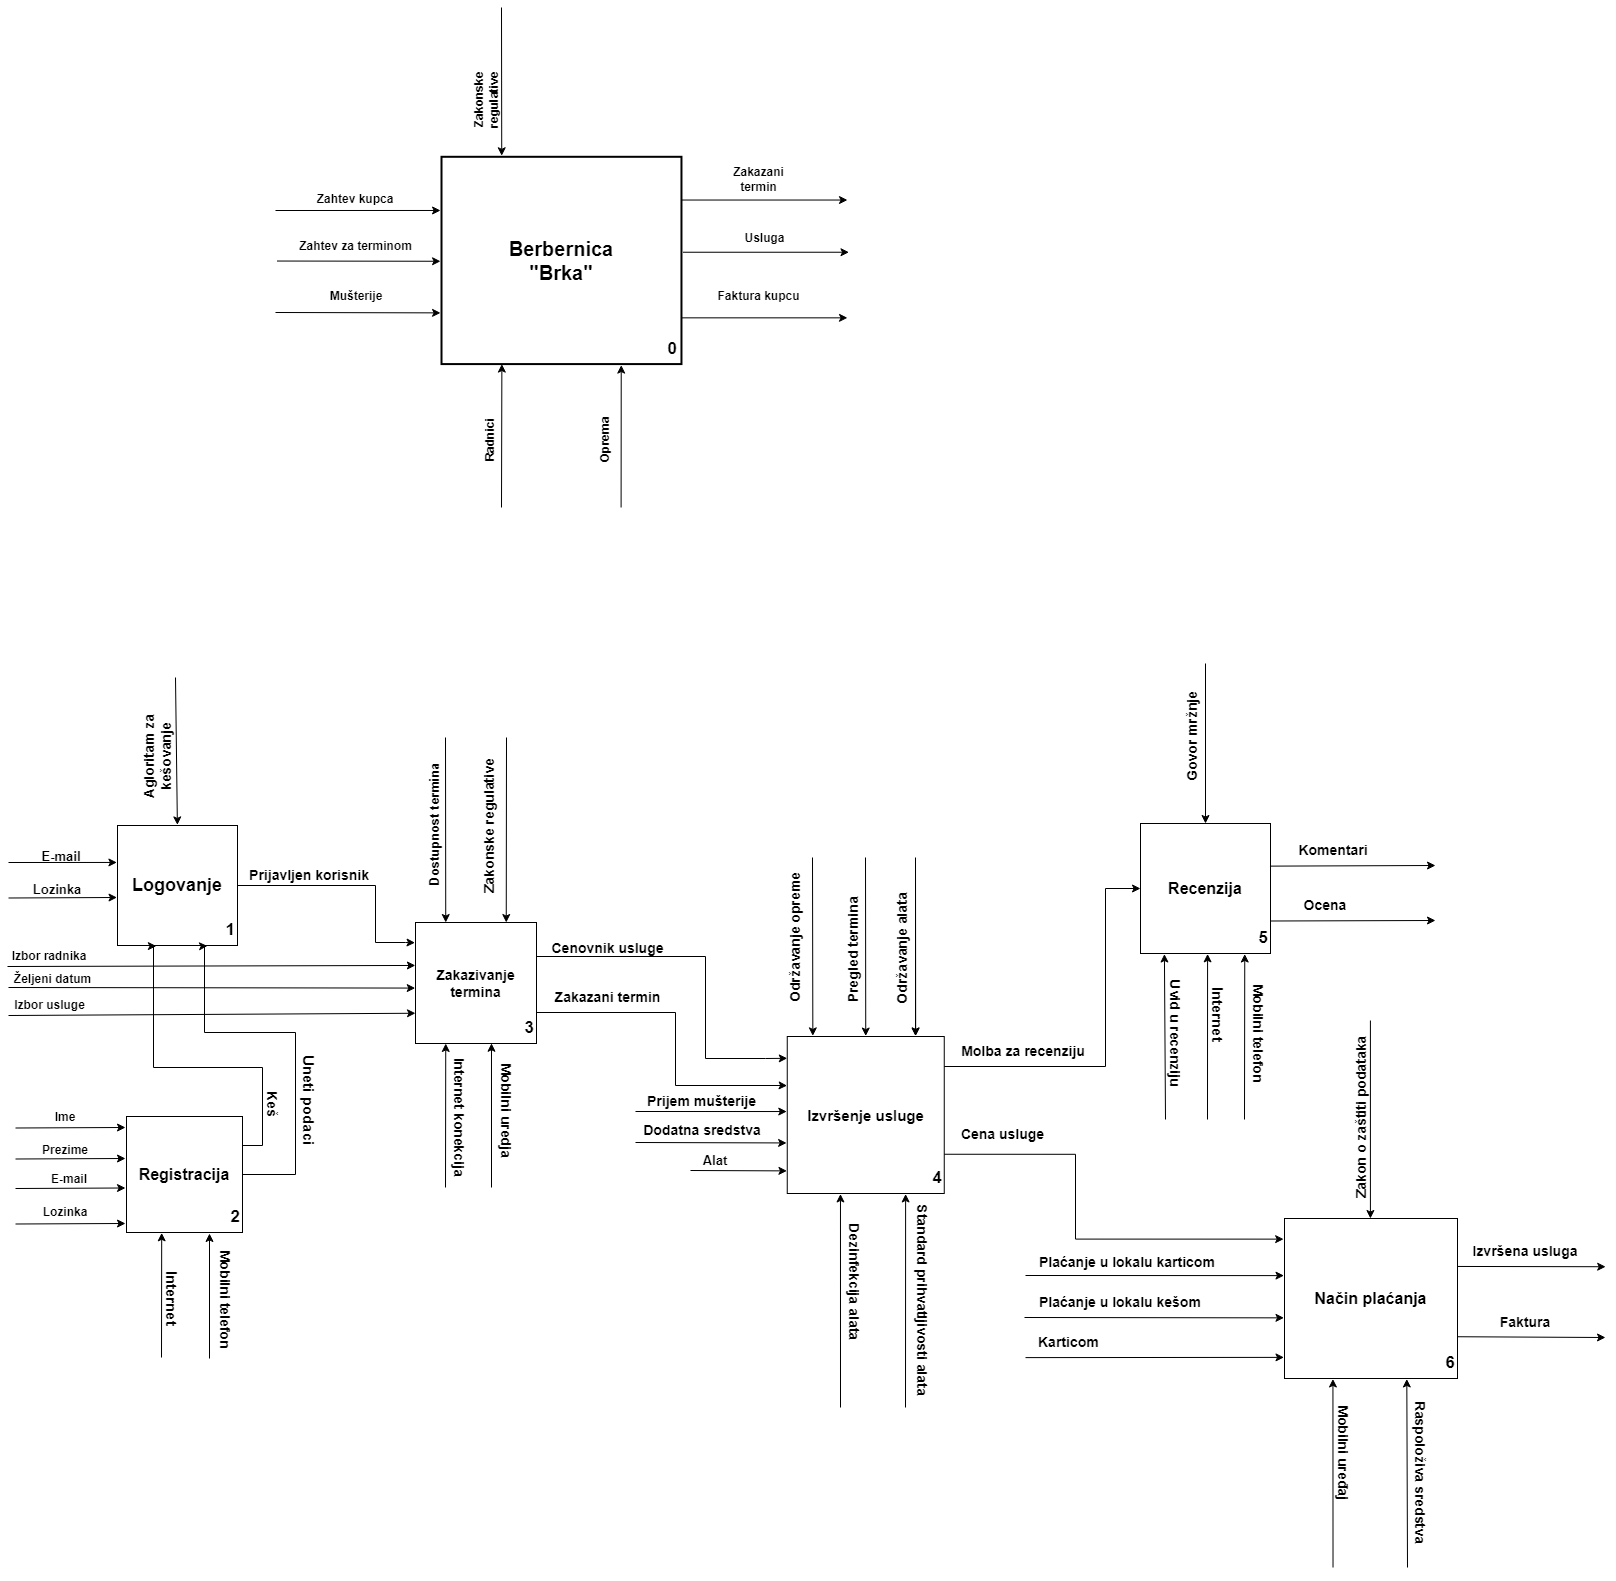 Zakonske
regulative
Zahtev kupca
Zahtev za terminom
Mušterije
Berbernica
"Brka"
0
Zakazani
termin
Usluga
Faktura kupcu
Radnici
Oprema
Agloritam za
kešovanje
E-mail
Lozinka
Logovanje
1
Prijavljen korisnik
Izbor radnika
Željeni datum
Izbor usluge
Keš
Uneti podaci
Ime
Prezime
E-mail
Lozinka
Registracija
2
Internet
Mobilni telefon
Dostupnost termina
Zakonske regulative
Zakazivanje
termina
3
Internet konekcija
Mobilni uredja
Cenovnik usluge
Zakazani termin
Održavanje opreme
Pregled termina
Održavanje alata
Prijem mušterije
Dodatna sredstva
Alat
Izvršenje usluge
4
Dezinfekcija alata
Standard prihvatljivosti alata
Molba za recenziju
Cena usluge
Govor mržnje
Recenzija
5
Komentari
Ocena
Uvid u recenziju
Internet
Mobilni telefon
Zakon o zaštiti podataka
Plaćanje u lokalu karticom
Plaćanje u lokalu kešom
Karticom
Način plaćanja
6
Izvršena usluga
Faktura
Mobilni uređaj
Raspoloživa sredstva